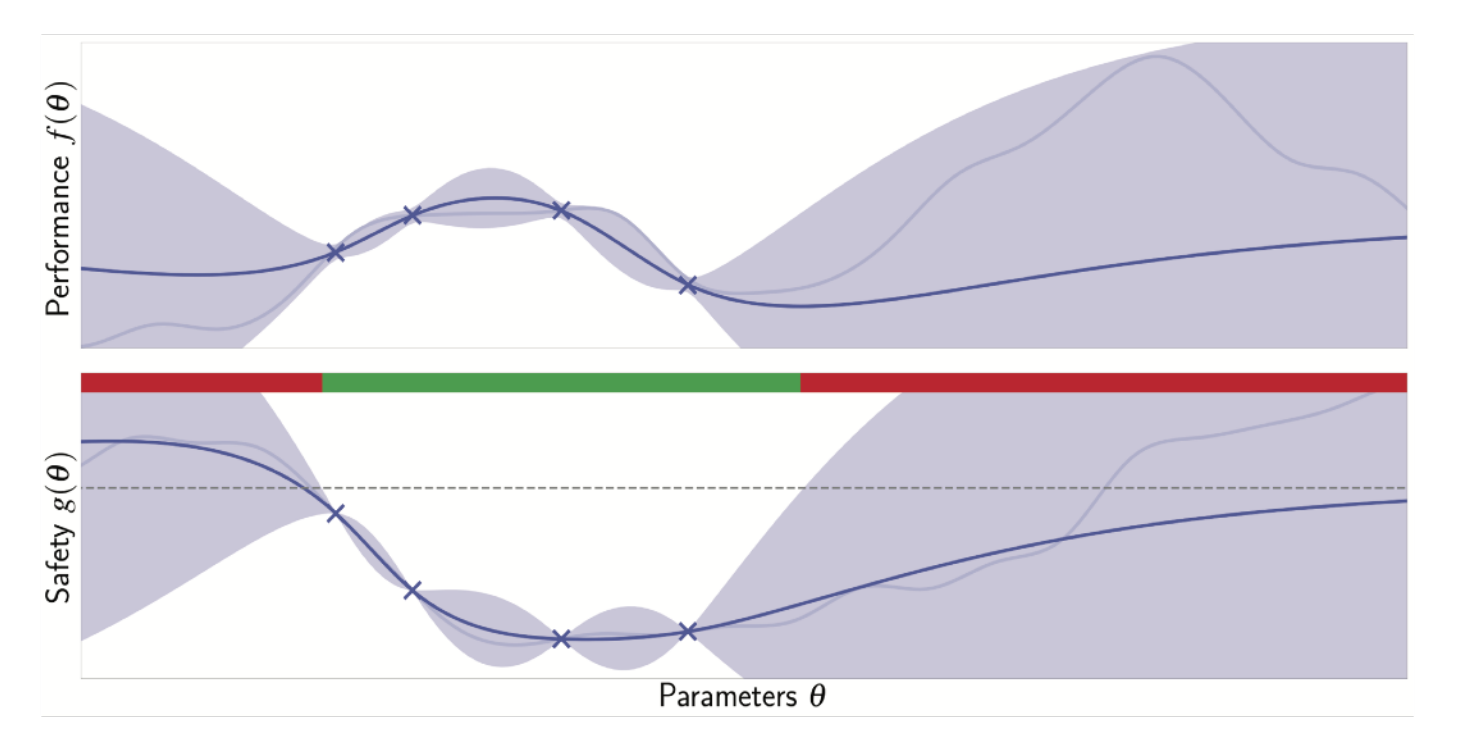 Performance f(θ)
Safety g(θ)
Parameters θ